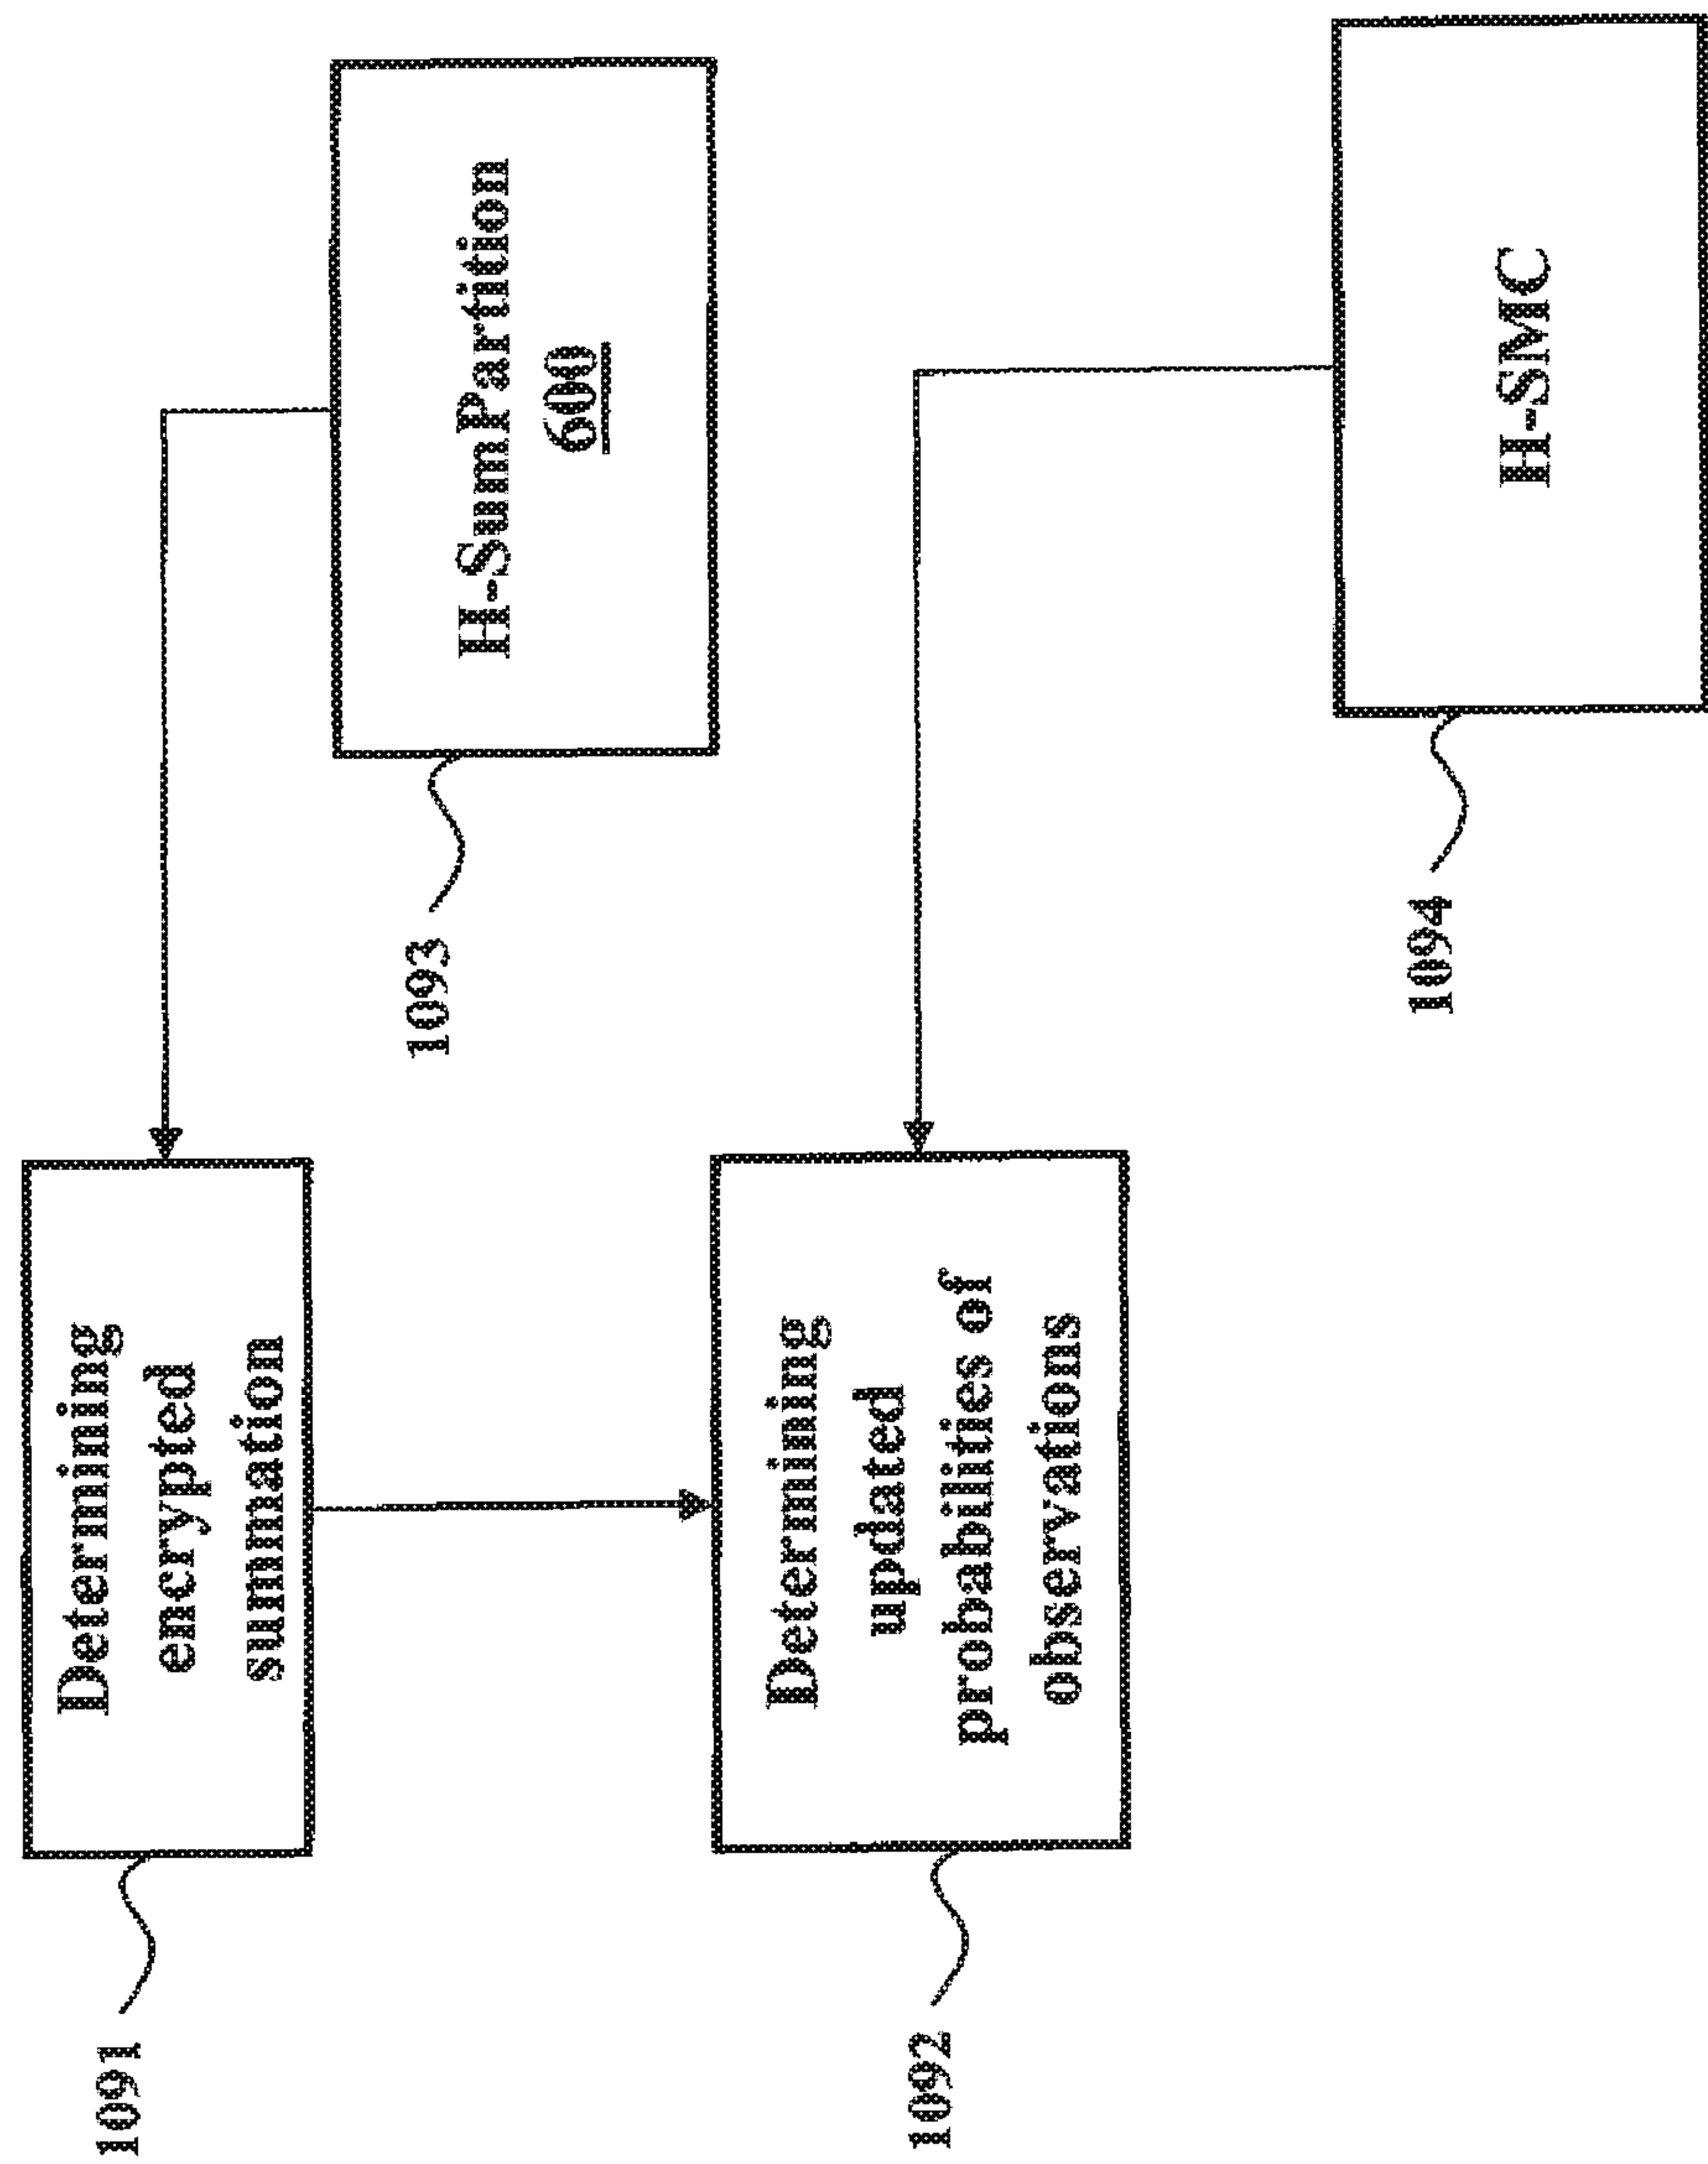 1091
Determining
encrypted
summation
1093
H-SumPartition
600
1092
Determining
updated
probabilities of
observations
1094
H-SMC